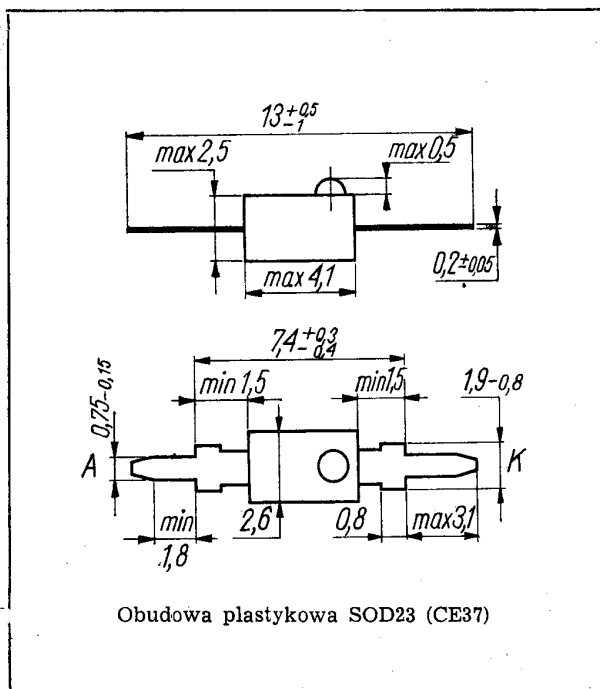 13 +0,5 -1
max 2,5
max 0,5
0,2±0,05
max 4,1
7,4 +0,3 -0,4
min 1,5
min 1,5
1,9-0,8
0,75-0,15
A
K
min 1,8
2,6
0,8
max 3,1
Obudowa plastykowa SOD23 (CE37)